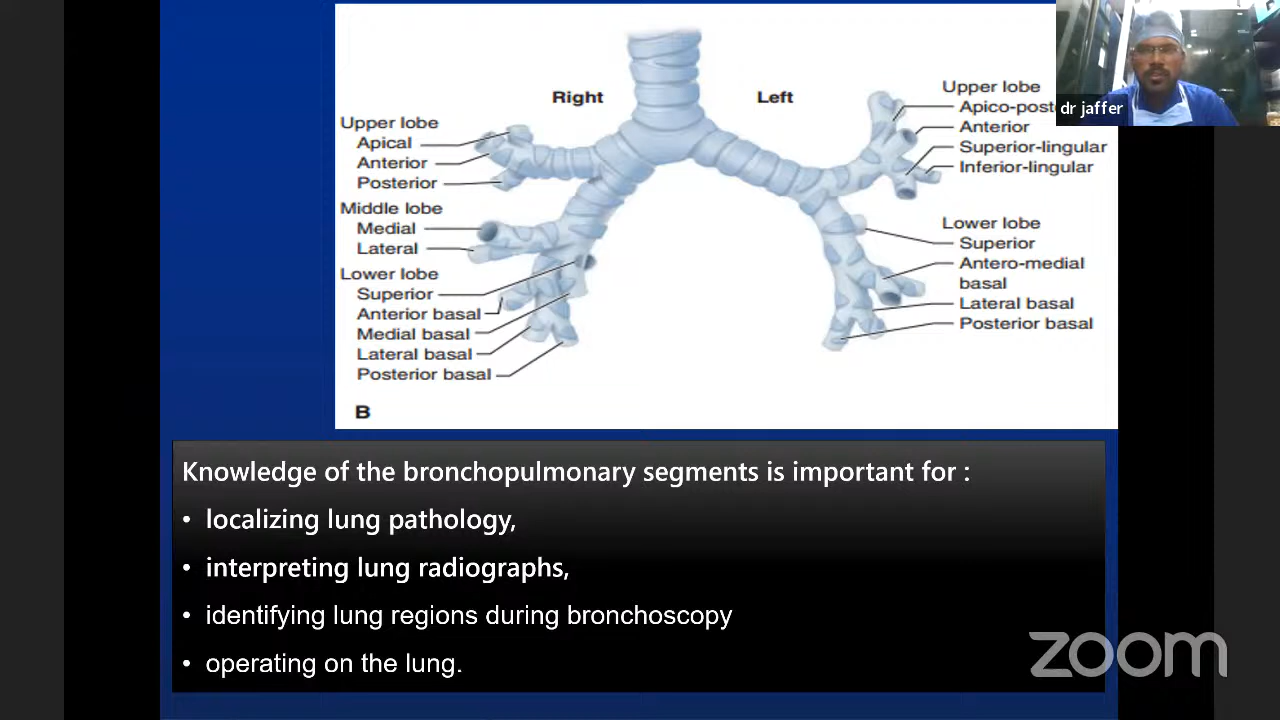 Right
Left
Upper lobe
Apical
Anterior
Posterior
Middle lobe
Medial
Lateral
Lower lobe
Superior
Anterior basal
Medial basal
Lateral basal
Posterior basal
B
Upper lobe
Anterior
Superior-lingular
Inferior-lingular
Lower lobe
Superior
Antero-medial
basal
Lateral basal
Posterior basal
dr jaffer
Knowledge of the bronchopulmonary segments is important for :
• localizing lung pathology,
• interpreting lung radiographs,
• identifying lung regions during bronchoscopy
• operating on the lung.
zoom